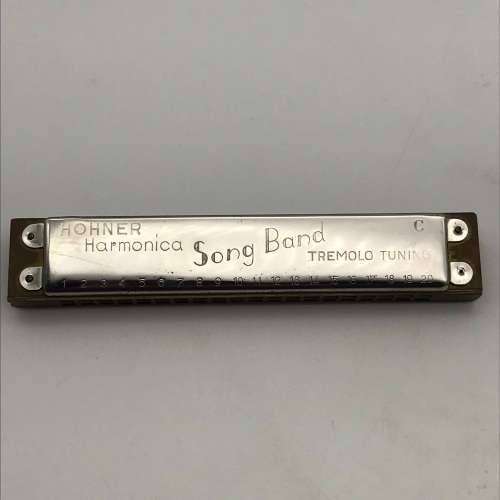 HOHNER
Harmonica
Song Band
C
TREMOLO TUNING
1 2 3 4 5 6 7 8 9 10 11 12 13 14 15 16 17 18 19 20